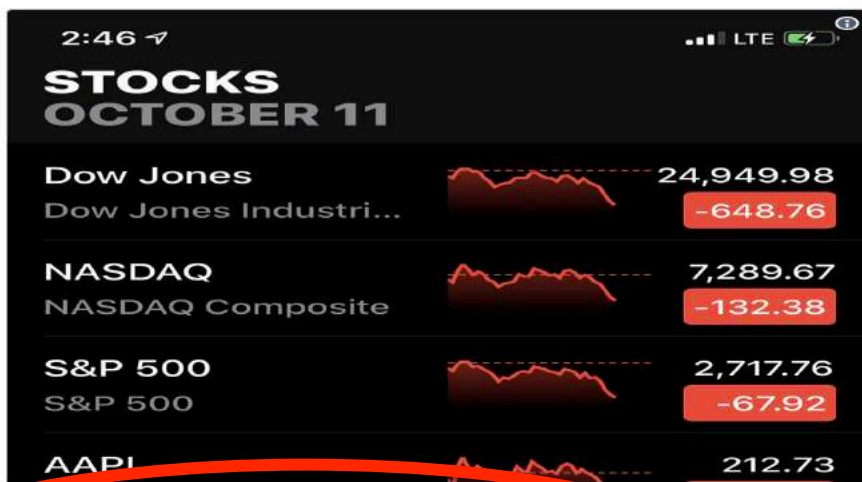 2:46
LTE
STOCKS
OCTOBER 11
Dow Jones
24,949.98
Dow Jones Industri...
-648.76
NASDAQ
7,289.67
NASDAQ Composite
-132.38
S&P 500
2,717.76
S&P 500
-67.92
AAPL
212.73